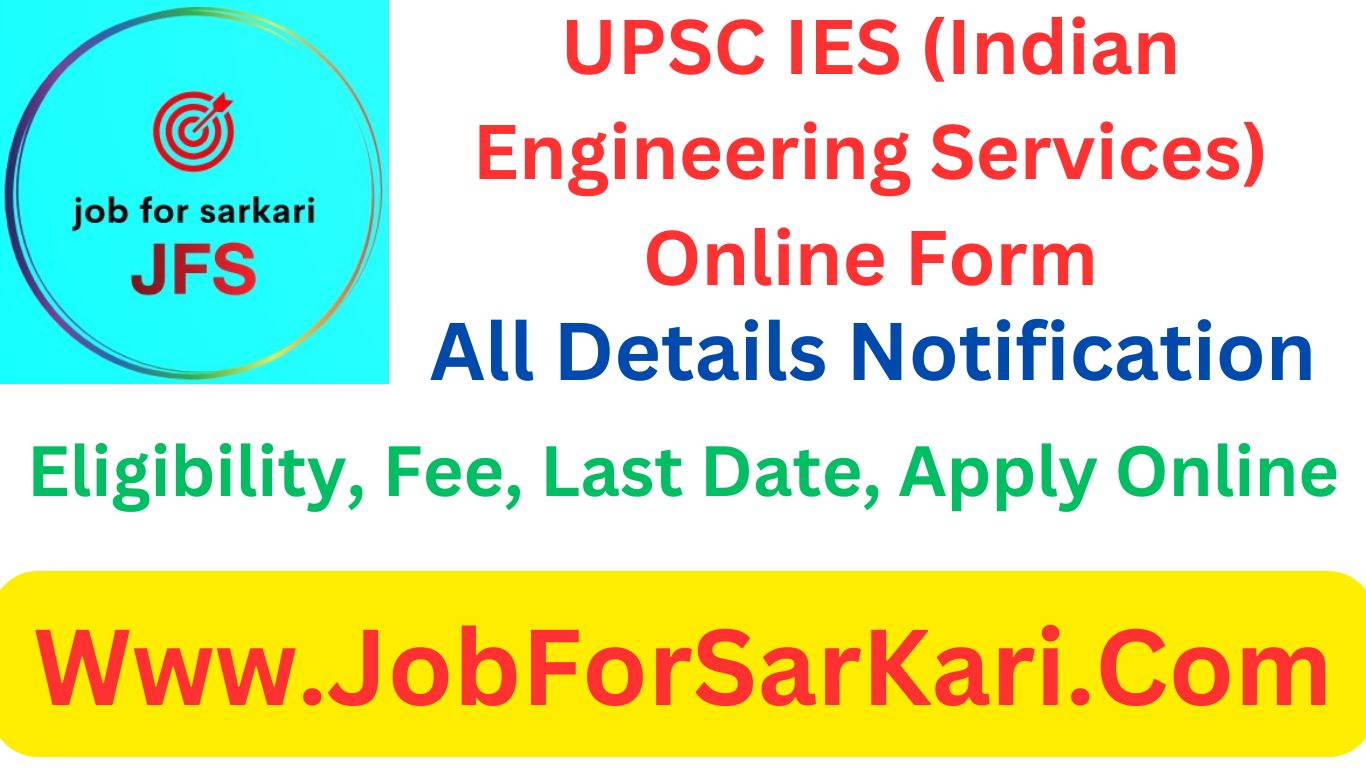 job for sarkari
JFS
UPSC IES (Indian
Engineering Services)
Online Form
All Details Notification
Eligibility, Fee, Last Date, Apply Online
Www.JobForSarKari.Com